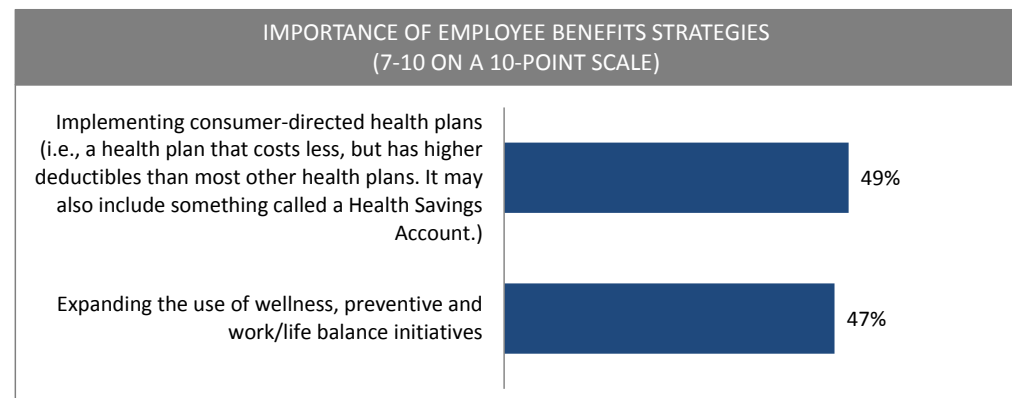 IMPORTANCE OF EMPLOYEE BENEFITS STRATEGIES
(7-10 ON A 10-POINT SCALE)
Implementing consumer-directed health plans
(i.e., a health plan that costs less, but has higher
deductibles than most other health plans. It may
also include something called a Health Savings
Account.)
49%
Expanding the use of wellness, preventive and
work/life balance initiatives
47%